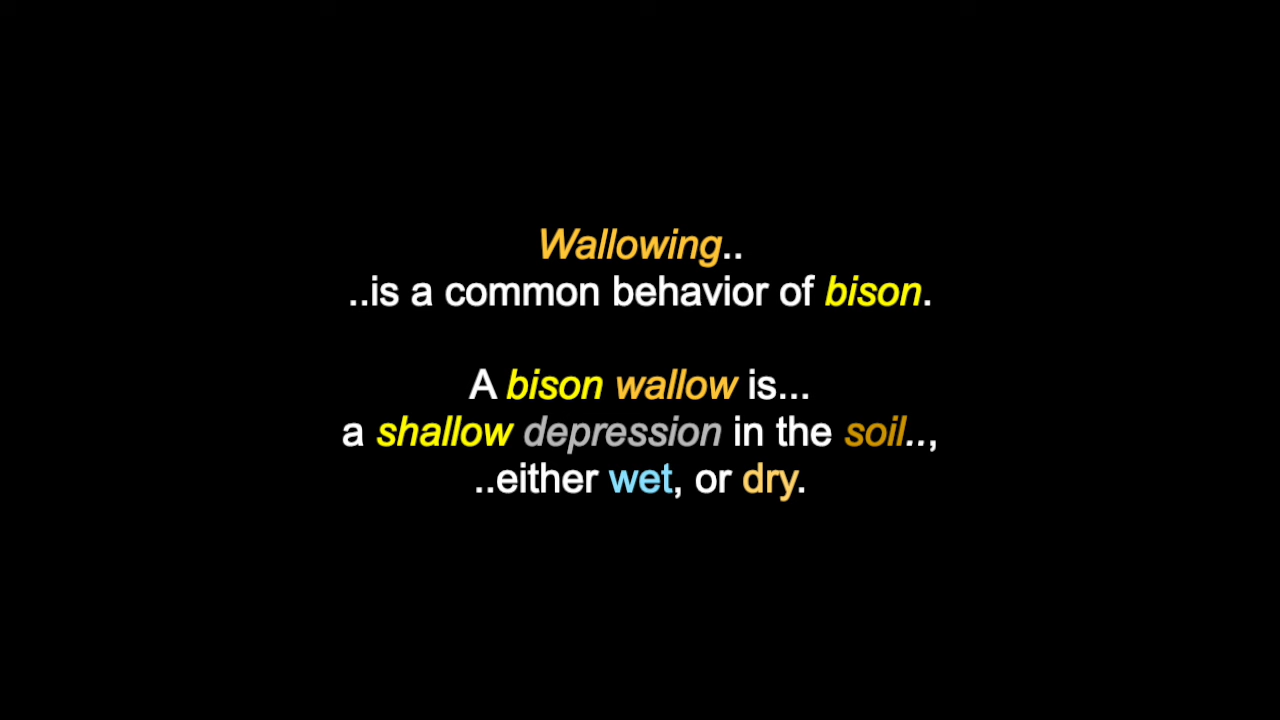 Wallowing..
..is a common behavior of bison.
A bison wallow is...
a shallow depression in the soil..,
..either wet, or dry.